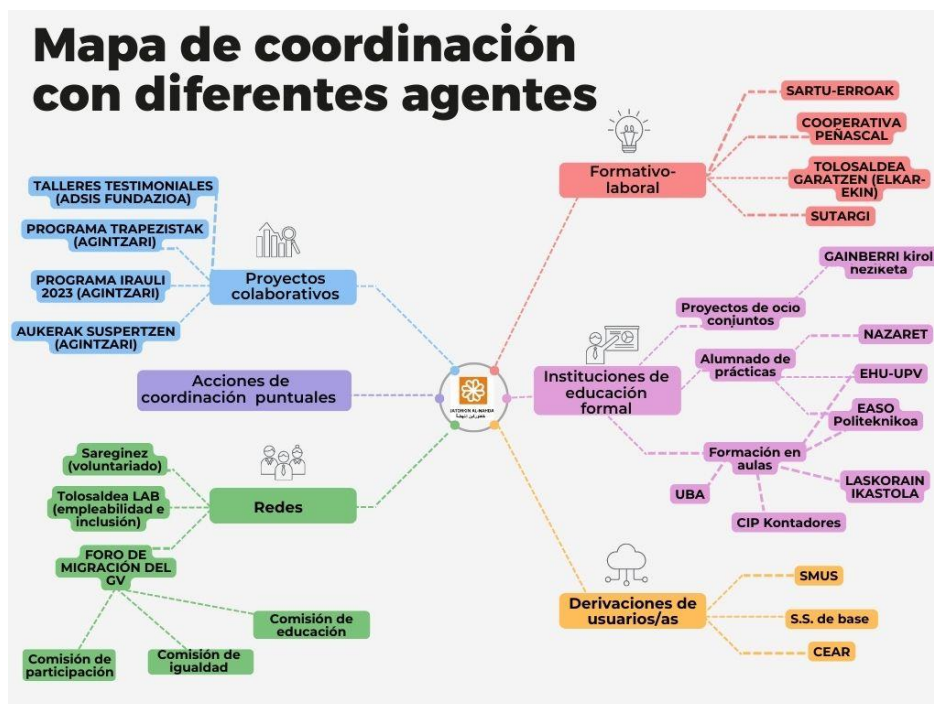 Mapa de coordinación
con diferentes agentes
TALLERES TESTIMONIALES
(ADSIS FUNDAZIOA)
PROGRAMA TRAPEZISTAK
(AGINTZARI)
PROGRAMA IRAULI
2023 (AGINTZARI)
AUKERAK SUSPERTZEN
(AGINTZARI)
Proyectos
colaborativos
Acciones de
coordinación puntuales
Sareginez
(voluntariado)
Tolosaldea LAB
(empleabilidad e
inclusión)
FORO DE
MIGRACIÓN DEL
GV
Redes
Comisión de
educación
Comisión de
igualdad
Comisión de
participación
JATORKIN AL-NAHDA
Formativo-
laboral
SARTU-ERROAK
COOPERATIVA
PEÑASCAL
TOLOSALDEA
GARATZEN (ELKAR-
EKIN)
SUTARGI
Instituciones de
educación
formal
Proyectos de ocio
conjuntos
GAINBERRI kirol
heziketa
Alumnado de
prácticas
NAZARET
EHU-UPV
EASO
Politeknikoa
Formación en
aulas
UBA
CIP Kontadores
LASKORAIN
IKASTOLA
Derivaciones de
usuarios/as
SMUS
S.S. de base
CEAR